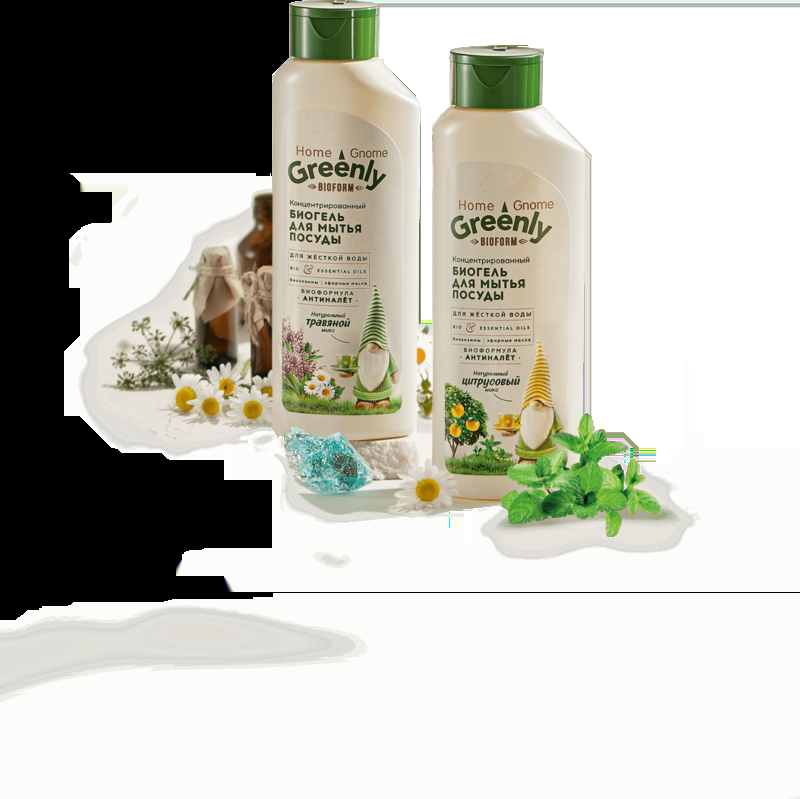 Home Gnome
Greenly
BIOFORM
Концентрированный
БИОГЕЛЬ
ДЛЯ МЫТЬЯ
ПОСУДЫ
ДЛЯ ЖЁСТКОЙ ВОДЫ
BIO & ESSENTIAL OILS
биоэнзимы эфирные масла
БИОФОРМУЛА
· АНТИНАЛЁТ ·
Натуральный
травяной
микс
Home Gnome
Greenly
BIOFORM
Концентрированный
БИОГЕЛЬ
ДЛЯ МЫТЬЯ
ПОСУДЫ
ДЛЯ ЖЁСТКОЙ ВОДЫ
BIO & ESSENTIAL OILS
биоэнзимы эфирные масла
БИОФОРМУЛА
· АНТИНАЛЁТ ·
Натуральный
цитрусовый
микс